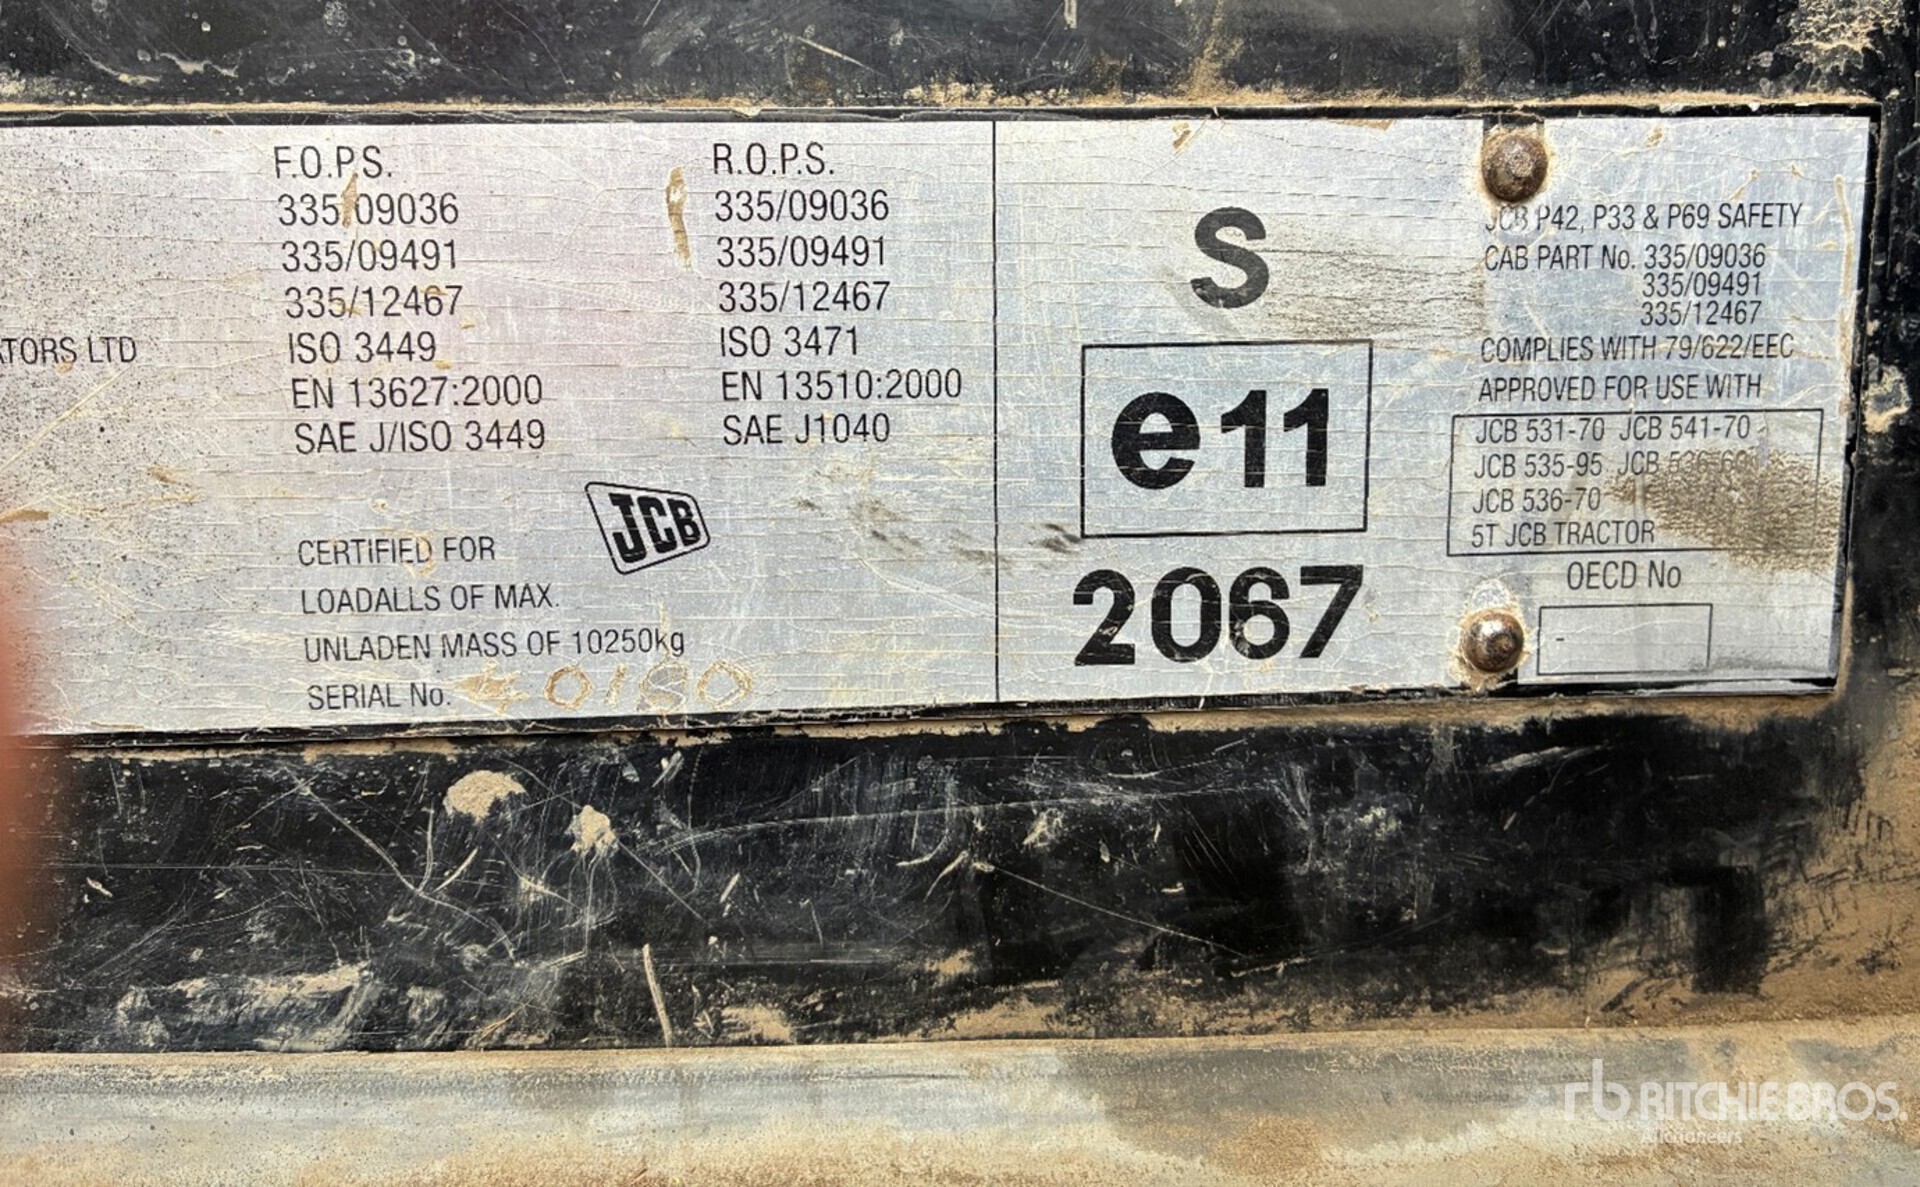 LTD
F.O.P.S.
335/09036
335/09491
335/12467
ISO 3449
EN 13627:2000
SAE J/ISO 3449
R.O.P.S.
335/09036
335/09491
335/12467
ISO 3471
EN 13510:2000
SAE J1040
JCB
CERTIFIED FOR
LOADALLS OF MAX.
UNLADEN MASS OF 10250kg
SERIAL No.
S
e11
2067
JCB P42, P33 & P69 SAFETY
CAB PART No. 335/09036
335/09491
335/12467
COMPLIES WITH 79/622/EEC
APPROVED FOR USE WITH
JCB 531-70 JCB 541-70
JCB 535-95 JCB
JCB 536-70
5T JCB TRACTOR
OECD No
-
rb RITCHIE BROS.
Auctioneers